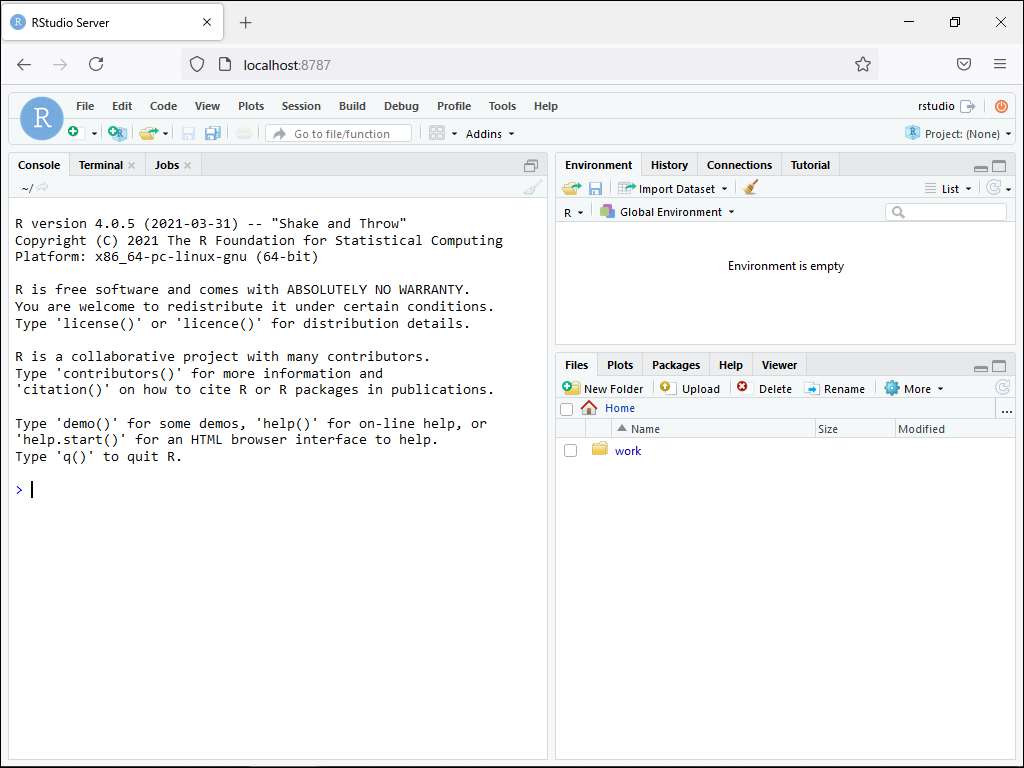 R RStudio Server
localhost:8787
R
File Edit Code View Plots Session Build Debug Profile Tools Help
rstudio
R Go to file/function Addins
R Project: (None)
Console Terminal Jobs
~/
R version 4.0.5 (2021-03-31) -- "Shake and Throw"
Copyright (C) 2021 The R Foundation for Statistical Computing
Platform: x86_64-pc-linux-gnu (64-bit)
R is free software and comes with ABSOLUTELY NO WARRANTY.
You are welcome to redistribute it under certain conditions.
Type 'license()' or 'licence()' for distribution details.
R is a collaborative project with many contributors.
Type 'contributors()' for more information and
'citation()' on how to cite R or R packages in publications.
Type 'demo()' for some demos, 'help()' for on-line help, or
'help.start()' for an HTML browser interface to help.
Type 'q()' to quit R.
>
Environment History Connections Tutorial
Import Dataset List
R Global Environment
Environment is empty
Files Plots Packages Help Viewer
New Folder Upload Delete Rename More
Home ...
Name Size Modified
work